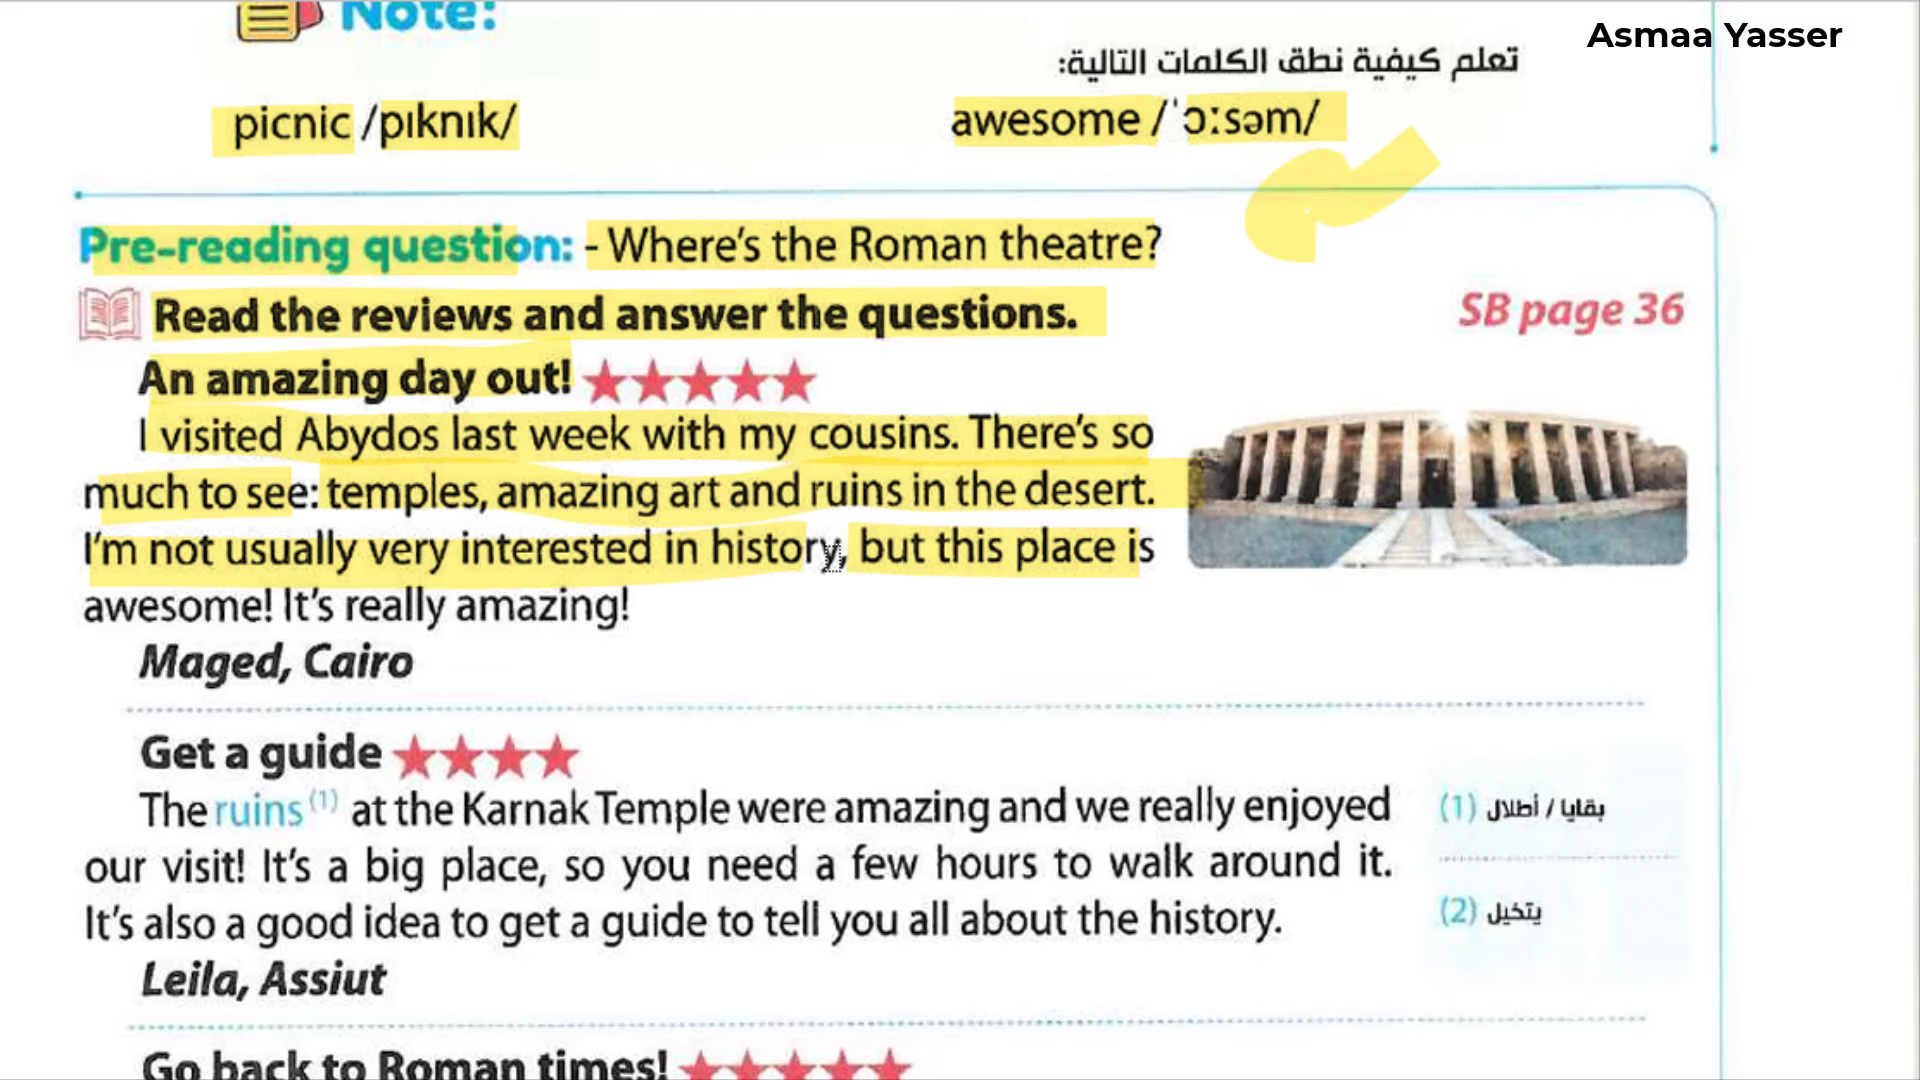 Note:
Asmaa Yasser
تعلم كيفية نطق الكلمات التالية:
picnic /pıknık/ awesome /ˈɔːsəm/
Pre-reading question: - Where's the Roman theatre?
Read the reviews and answer the questions. SB page 36
An amazing day out!
I visited Abydos last week with my cousins. There's so
much to see: temples, amazing art and ruins in the desert.
I'm not usually very interested in history, but this place is
awesome! It's really amazing!
Maged, Cairo
Get a guide
The ruins (1) at the Karnak Temple were amazing and we really enjoyed
our visit! It's a big place, so you need a few hours to walk around it.
It's also a good idea to get a guide to tell you all about the history.
Leila, Assiut
(1) بقايا / أطلال
(2) يتخيل
Go back to Roman times!